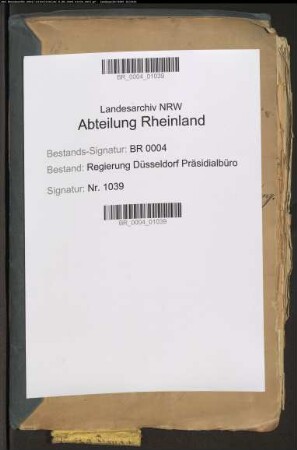 BR_0004_01039
Landesarchiv NRW
Abteilung Rheinland
Bestands-Signatur: BR 0004
Bestand: Regierung Düsseldorf Präsidialbüro
Signatur: Nr. 1039
BR_0004_01039